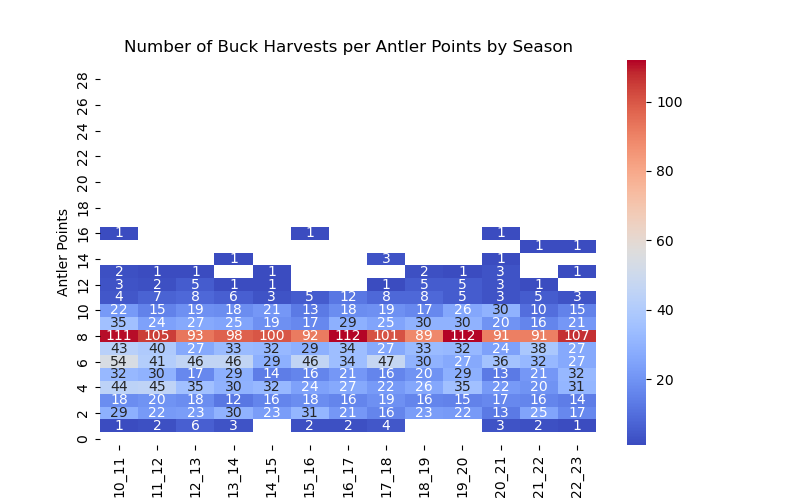 Number of Buck Harvests per Antler Points by Season
Antler Points
28
26
24
22
20
18
16 1 1 1
1 1
14 1 3 1
2 1 1 1 2 1 3 1
12 3 2 5 1 1 1 5 5 3 1
4 7 8 6 3 5 12 8 8 5 3 5 3
10 22 15 19 18 21 13 18 19 17 26 30 10 15
35 24 27 25 19 17 29 25 30 30 20 16 21
8 111 105 93 98 100 92 112 101 89 112 91 91 107
43 40 27 33 32 29 34 27 33 32 24 38 27
6 54 41 46 46 29 46 34 47 30 27 36 32 27
32 30 17 29 14 16 21 16 20 29 13 21 32
4 44 45 35 30 32 24 27 22 26 35 22 20 31
18 20 18 12 16 18 16 19 16 15 17 16 14
2 29 22 23 30 23 31 21 16 23 22 13 25 17
1 2 6 3 2 2 4 3 2 1
0
10_11 11_12 12_13 13_14 14_15 15_16 16_17 17_18 18_19 19_20 20_21 21_22 22_23
100
80
60
40
20